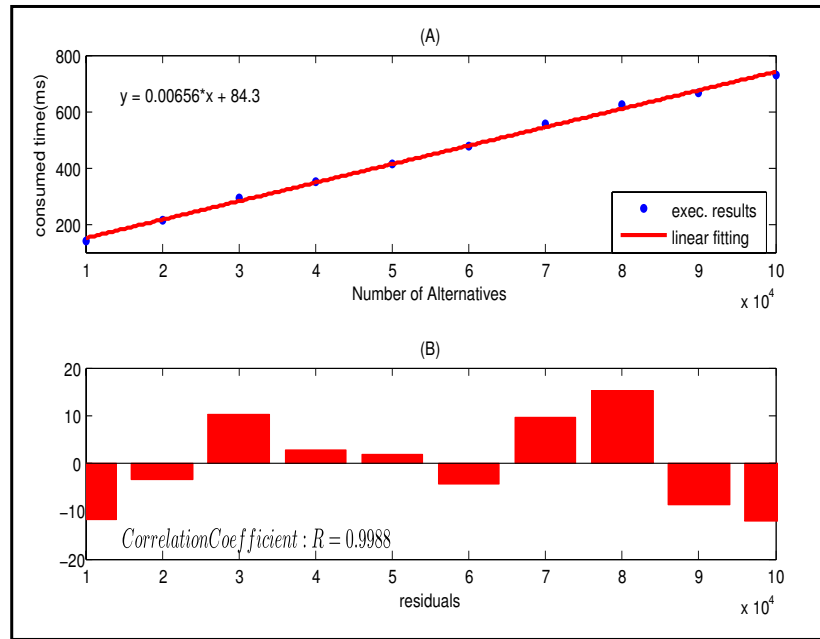 (A)
800
600
400
200
consumed time(ms)
y = 0.00656*x + 84.3
exec. results
linear fitting
1 2 3 4 5 6 7 8 9 10
Number of Alternatives
x 10^4
(B)
20
10
0
−10
−20
CorrelationCoefficient : R = 0.9988
1 2 3 4 5 6 7 8 9 10
residuals
x 10^4